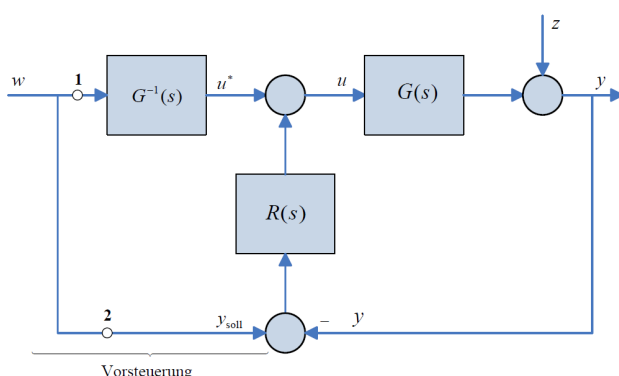 z
w
1
G⁻¹(s)
u*
u
G(s)
y
R(s)
2
y_soll
– y
Vorsteuerung